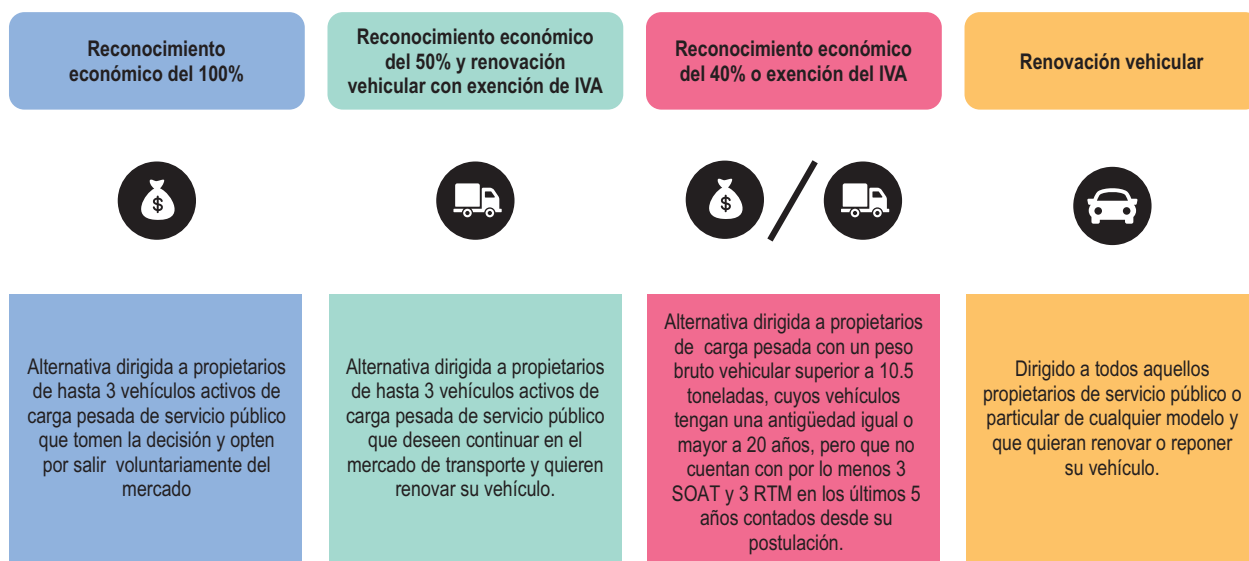 Reconocimiento
económico del 100%
Reconocimiento económico
del 50% y renovación
vehicular con exención de IVA
Reconocimiento económico
del 40% o exención del IVA
Renovación vehicular
$
$
Alternativa dirigida a propietarios
de hasta 3 vehículos activos de
carga pesada de servicio público
que tomen la decisión y opten
por salir voluntariamente del
mercado
Alternativa dirigida a propietarios
de hasta 3 vehículos activos de
carga pesada de servicio público
que deseen continuar en el
mercado de transporte y quieren
renovar su vehículo.
Alternativa dirigida a propietarios
de carga pesada con un peso
bruto vehicular superior a 10.5
toneladas, cuyos vehículos
tengan una antigüedad igual o
mayor a 20 años, pero que no
cuentan con por lo menos 3
SOAT y 3 RTM en los últimos 5
años contados desde su
postulación.
Dirigido a todos aquellos
propietarios de servicio público o
particular de cualquier modelo y
que quieran renovar o reponer
su vehículo.